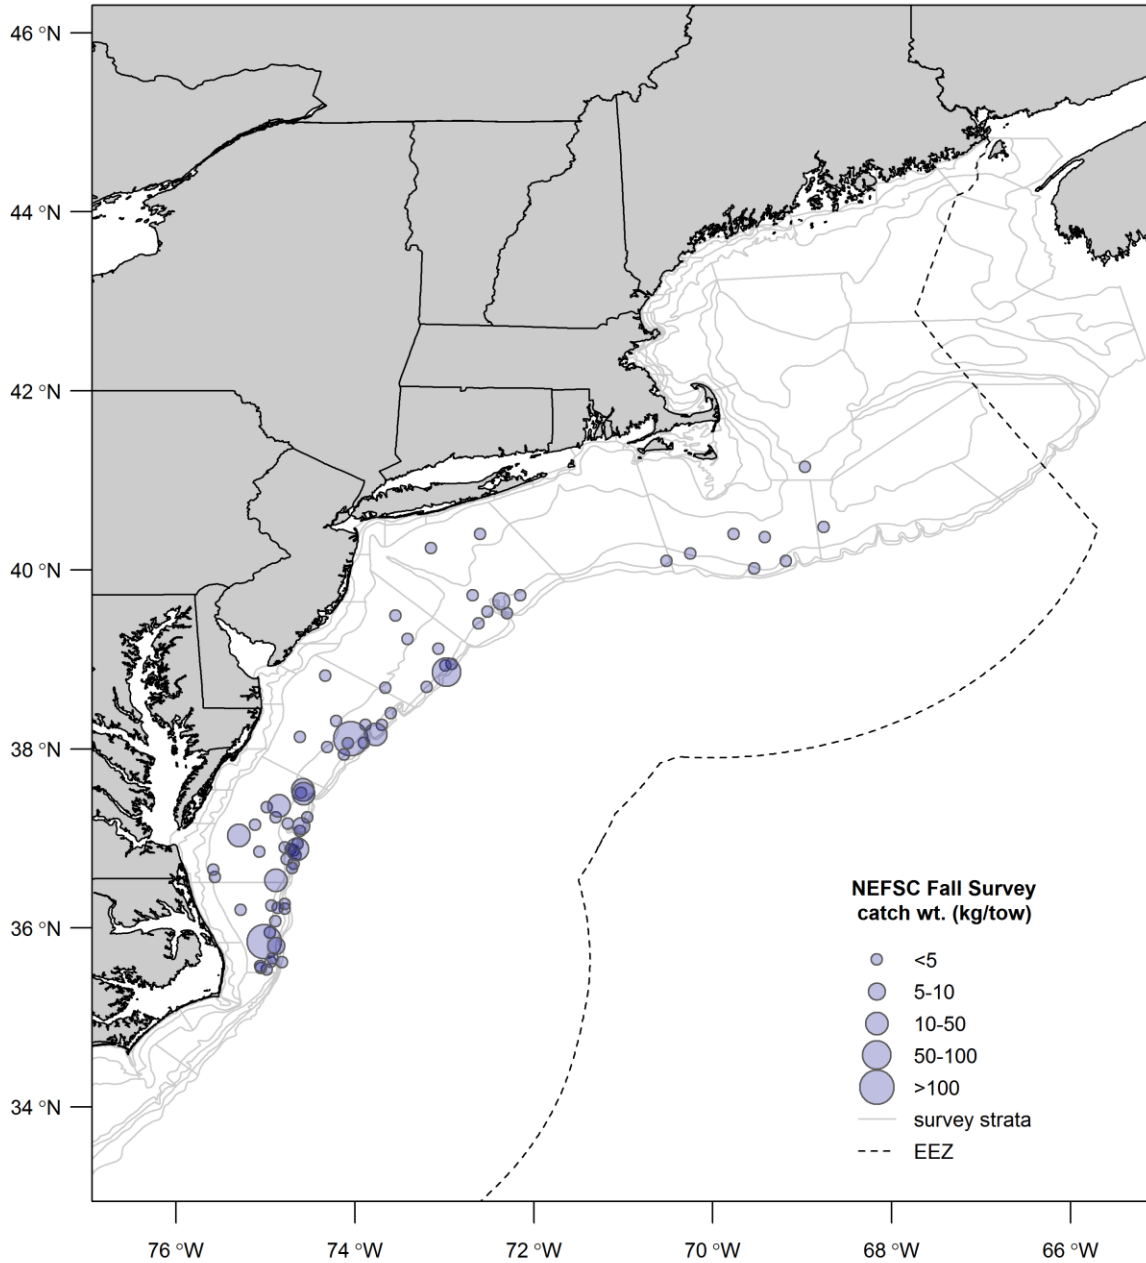 46 °N
44 °N
42 °N
40 °N
38 °N
36 °N
34 °N
NEFSC Fall Survey
catch wt. (kg/tow)
<5
5-10
10-50
50-100
>100
survey strata
EEZ
76 °W
74 °W
72 °W
70 °W
68 °W
66 °W